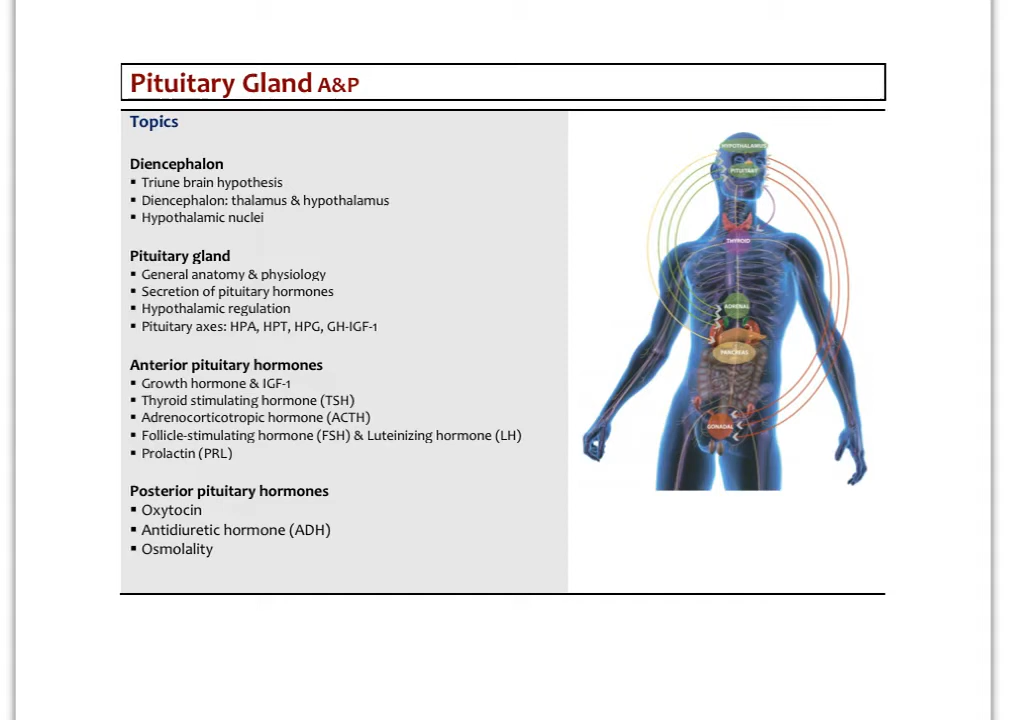 Pituitary Gland A&P
Topics
Diencephalon
▪ Triune brain hypothesis
▪ Diencephalon: thalamus & hypothalamus
▪ Hypothalamic nuclei
Pituitary gland
▪ General anatomy & physiology
▪ Secretion of pituitary hormones
▪ Hypothalamic regulation
▪ Pituitary axes: HPA, HPT, HPG, GH-IGF-1
Anterior pituitary hormones
▪ Growth hormone & IGF-1
▪ Thyroid stimulating hormone (TSH)
▪ Adrenocorticotropic hormone (ACTH)
▪ Follicle-stimulating hormone (FSH) & Luteinizing hormone (LH)
▪ Prolactin (PRL)
Posterior pituitary hormones
▪ Oxytocin
▪ Antidiuretic hormone (ADH)
▪ Osmolality
HYPOTHALAMUS
PITUITARY
THYROID
ADRENAL
PANCREAS
GONADAL